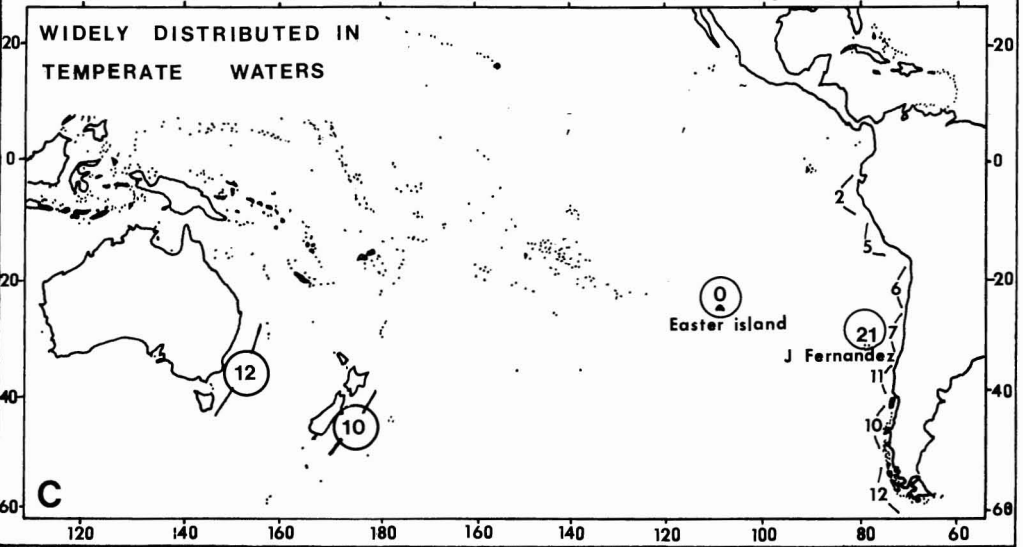 WIDELY DISTRIBUTED IN
TEMPERATE WATERS
20 20
0 0
2
5
20 0 6 20
Easter island
21 7
J Fernandez
12 11
40 40
10 10
C 12
60 60
120 140 160 180 160 140 120 100 80 60